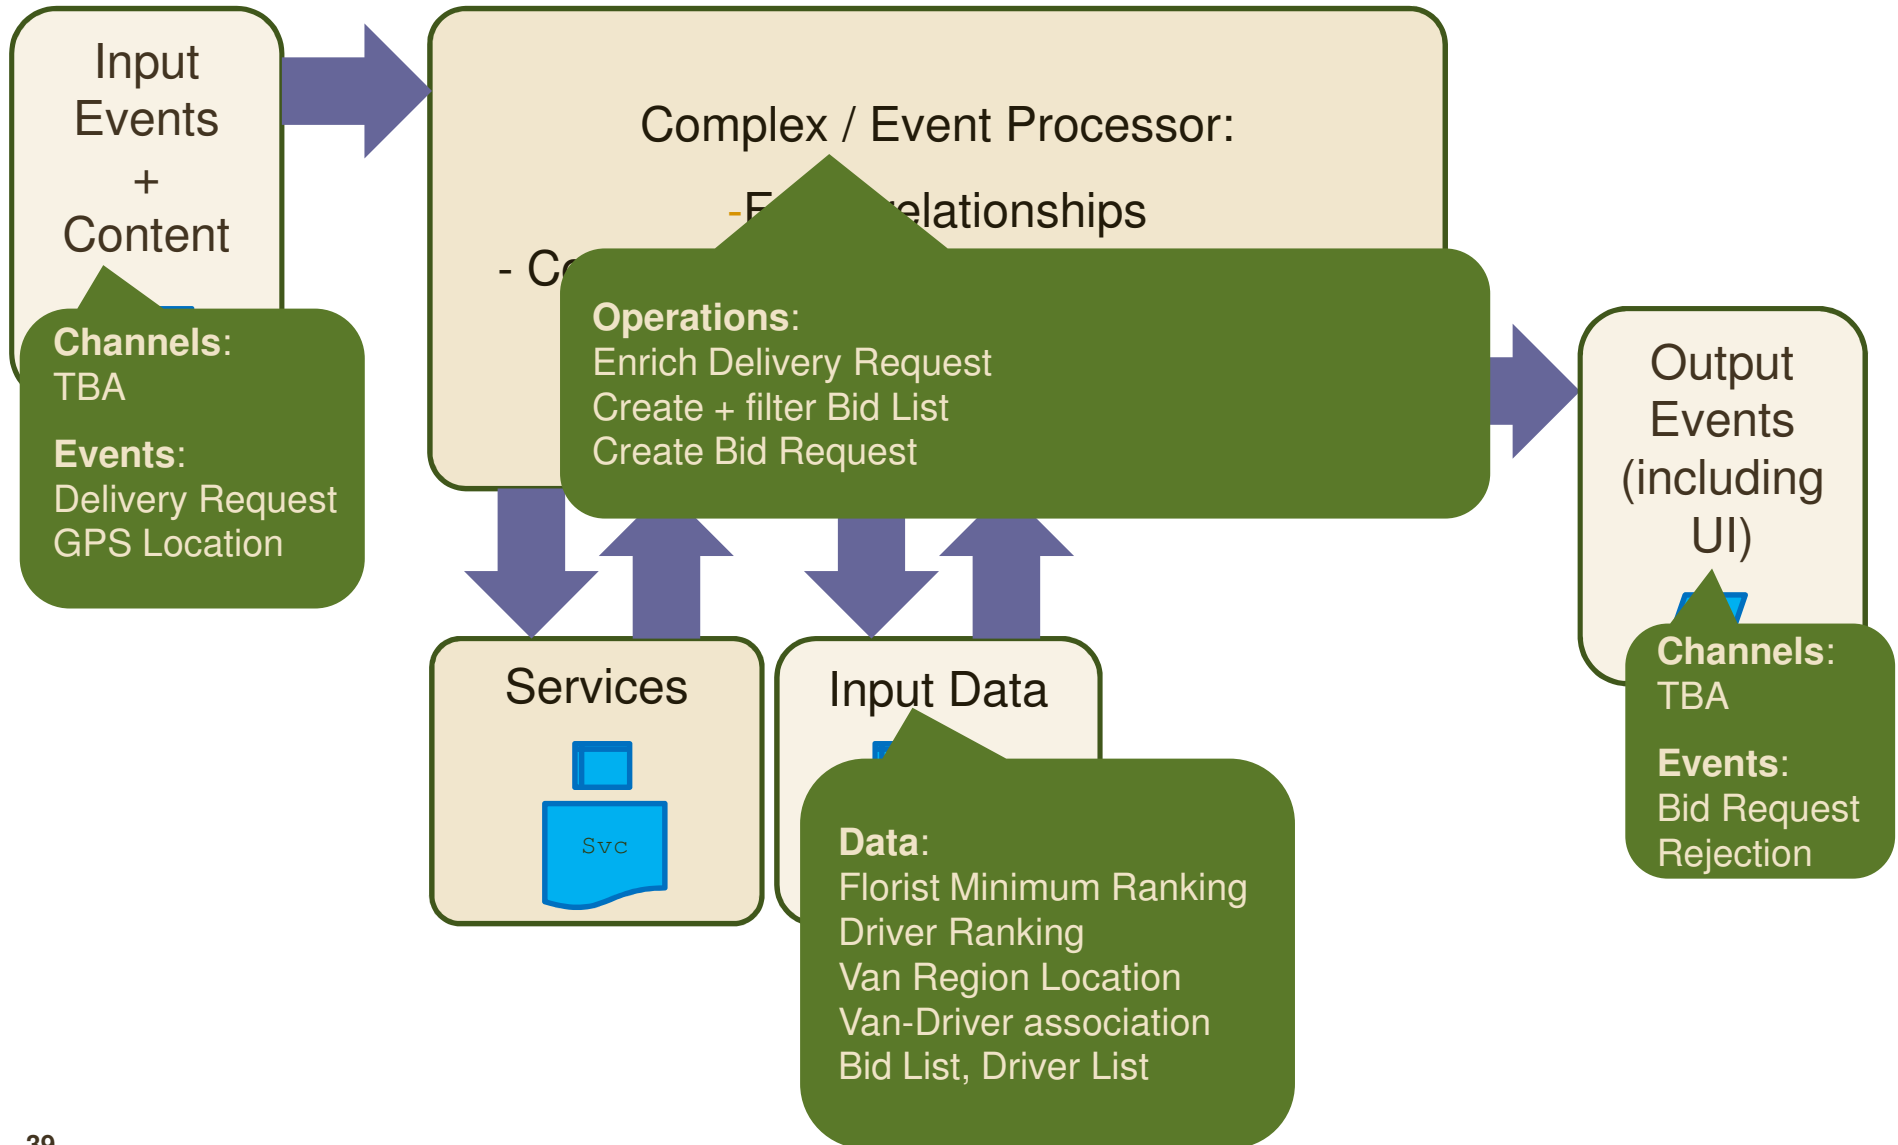 Input
Events
+
Content
Channels:
TBA
Events:
Delivery Request
GPS Location
Complex / Event Processor:
-
-
Operations:
Enrich Delivery Request
Create + filter Bid List
Create Bid Request
Output
Events
(including
UI)
Channels:
TBA
Events:
Bid Request
Rejection
Services
Svc
Input Data
Data:
Florist Minimum Ranking
Driver Ranking
Van Region Location
Van-Driver association
Bid List, Driver List
39